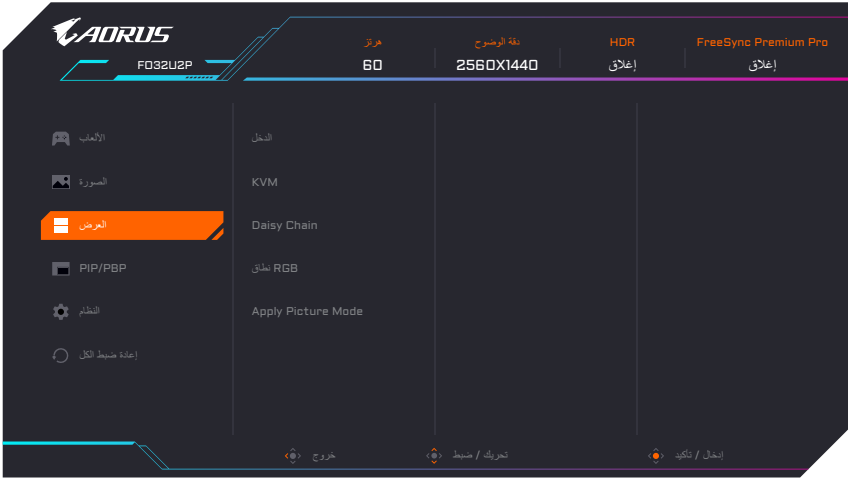 AORUS
FO32U2P
هرتز
60
دقة الوضوح
2560X1440
HDR
إغلاق
FreeSync Premium Pro
إغلاق
الألعاب
الصورة
العرض
PIP/PBP
النظام
إعادة ضبط الكل
الدخل
KVM
Daisy Chain
نطاق RGB
Apply Picture Mode
خروج
تحريك / ضبط
إدخال / تأكيد